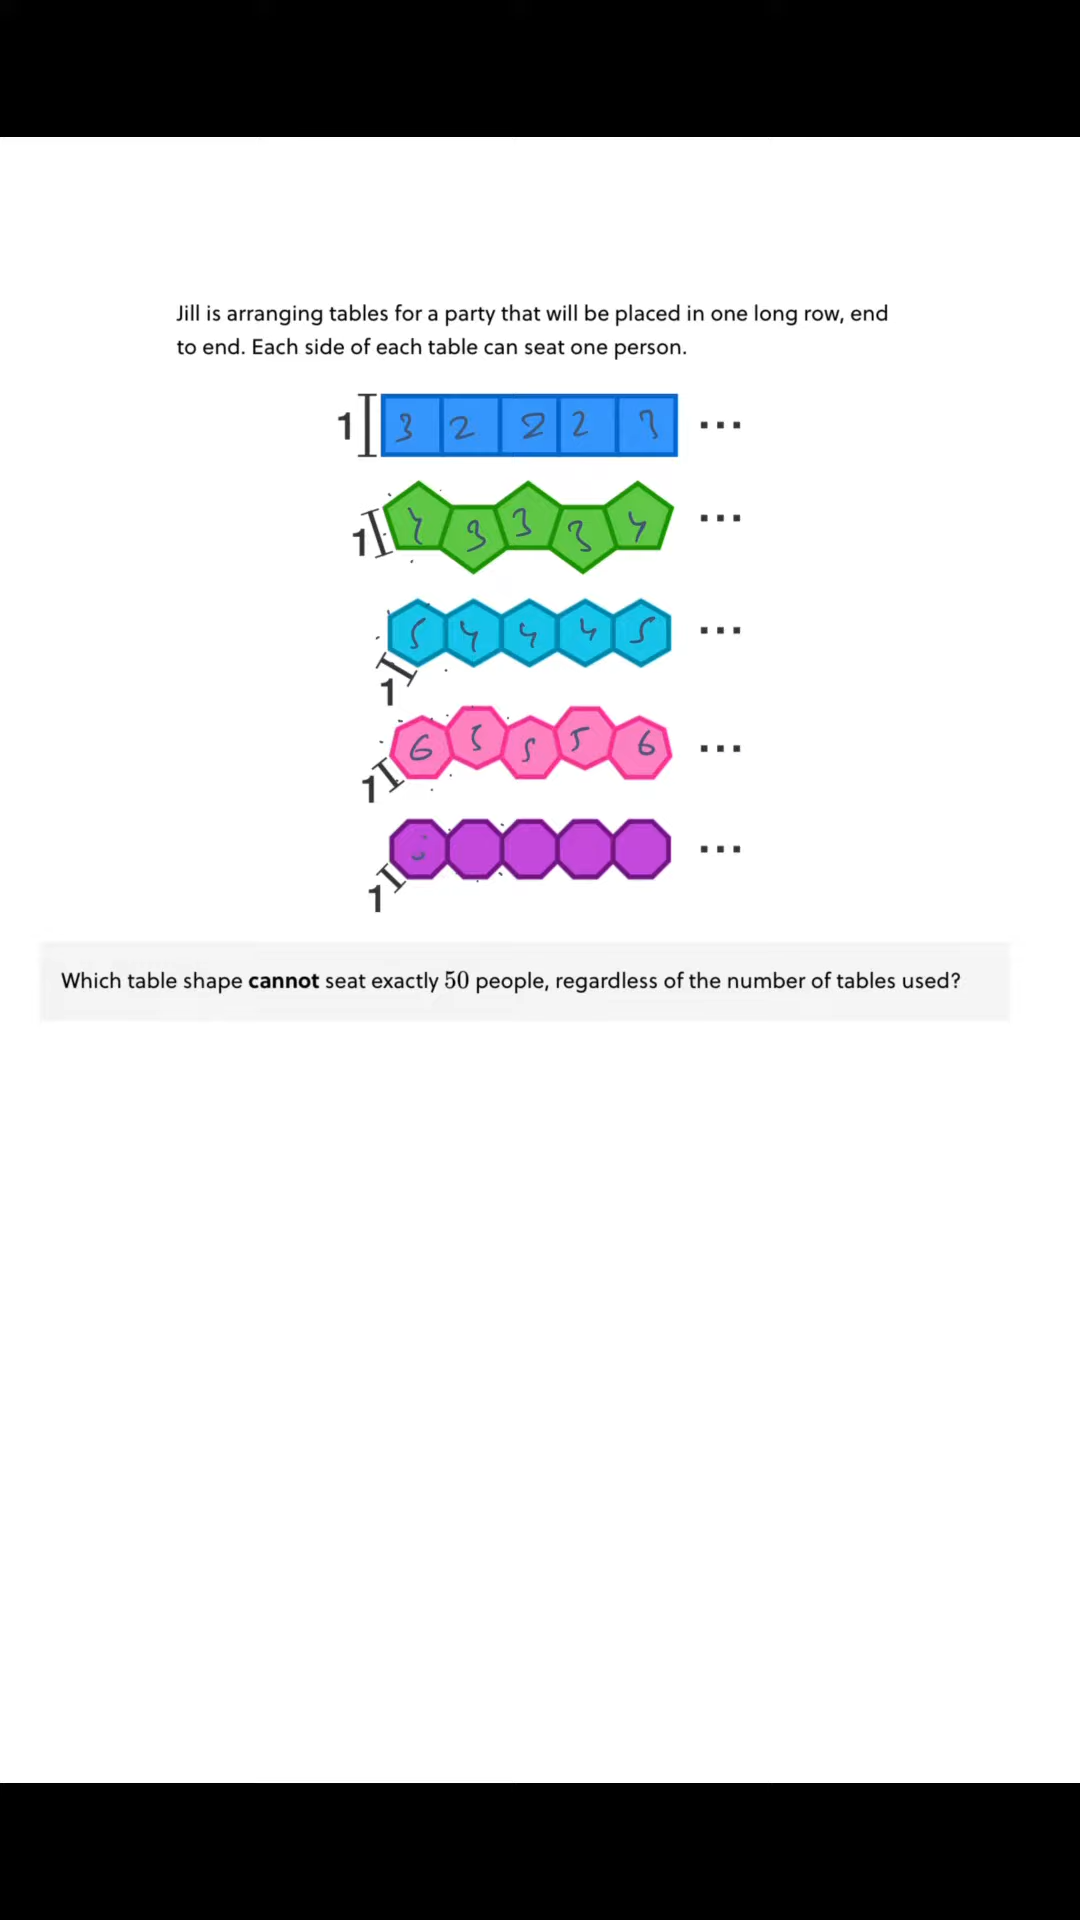 Jill is arranging tables for a party that will be placed in one long row, end
to end. Each side of each table can seat one person.
1 3 2 2 2 3 ...
1 4 3 3 3 4 ...
5 4 4 4 5 ...
1
6 5 5 5 6 ...
1
...
1
Which table shape cannot seat exactly 50 people, regardless of the number of tables used?